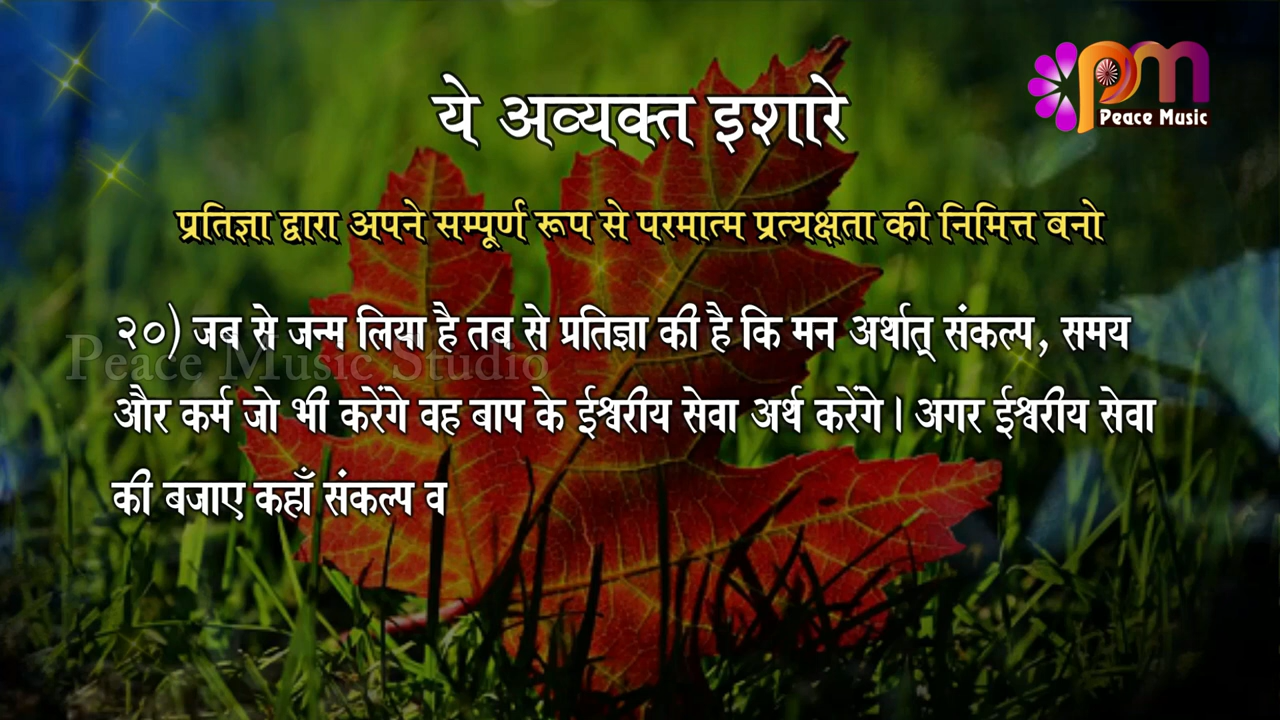 ये अव्यक्त इशारे
pm
Peace Music
प्रतिज्ञा द्वारा अपने सम्पूर्ण रूप से परमात्म प्रत्यक्षता की निमित्त बनो
२०) जब से जन्म लिया है तब से प्रतिज्ञा की है कि मन अर्थात् संकल्प, समय
Peace Music Studio
और कर्म जो भी करेंगे वह बाप के ईश्वरीय सेवा अर्थ करेंगे। अगर ईश्वरीय सेवा
की बजाए कहाँ संकल्प व